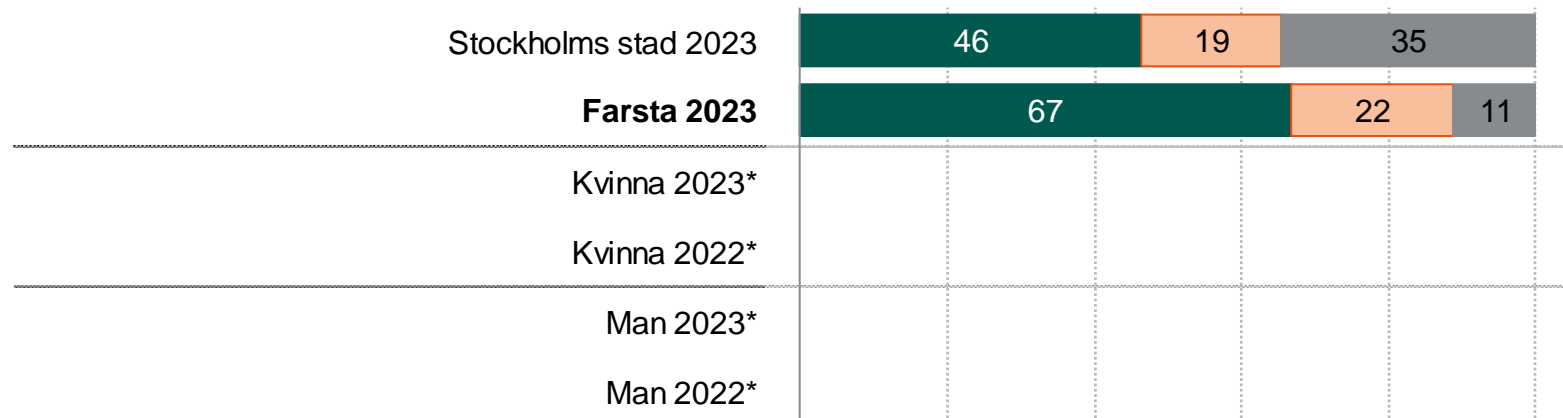 Stockholms stad 2023 46 19 35
Farsta 2023 67 22 11
Kvinna 2023*
Kvinna 2022*
Man 2023*
Man 2022*